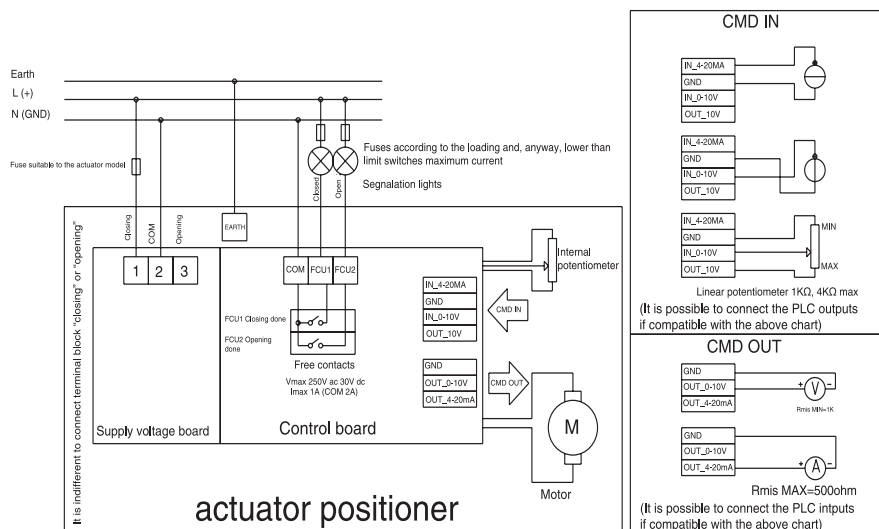 Earth
L (+)
N (GND)
Fuse suitable to the actuator model
Fuses according to the loading and, anyway, lower than
limit switches maximum current
Segnalation lights
Closed
Open
It is indifferent to connect terminal block "closing" or "opening"
Closing
COM
Opening
1 2 3
EARTH
COM FCU1 FCU2
FCU1 Closing done
FCU2 Opening
done
Free contacts
Vmax 250V ac 30V dc
Imax 1A (COM 2A)
Internal
potentiometer
IN_4-20MA
GND
IN_0-10V
OUT_10V
CMD IN
GND
OUT_0-10V
OUT_4-20mA
CMD OUT
M
Motor
Supply voltage board
Control board
actuator positioner
CMD IN
IN_4-20MA
GND
IN_0-10V
OUT_10V
IN_4-20MA
GND
IN_0-10V
OUT_10V
IN_4-20MA
GND
IN_0-10V
OUT_10V
MIN
MAX
Linear potentiometer 1KΩ, 4KΩ max
(It is possible to connect the PLC outputs
if compatible with the above chart)
CMD OUT
GND
OUT_0-10V
OUT_4-20mA
+ V −
Rmis MIN=1K
GND
OUT_0-10V
OUT_4-20mA
+ A −
Rmis MAX=500ohm
(It is possible to connect the PLC intputs
if compatible with the above chart)